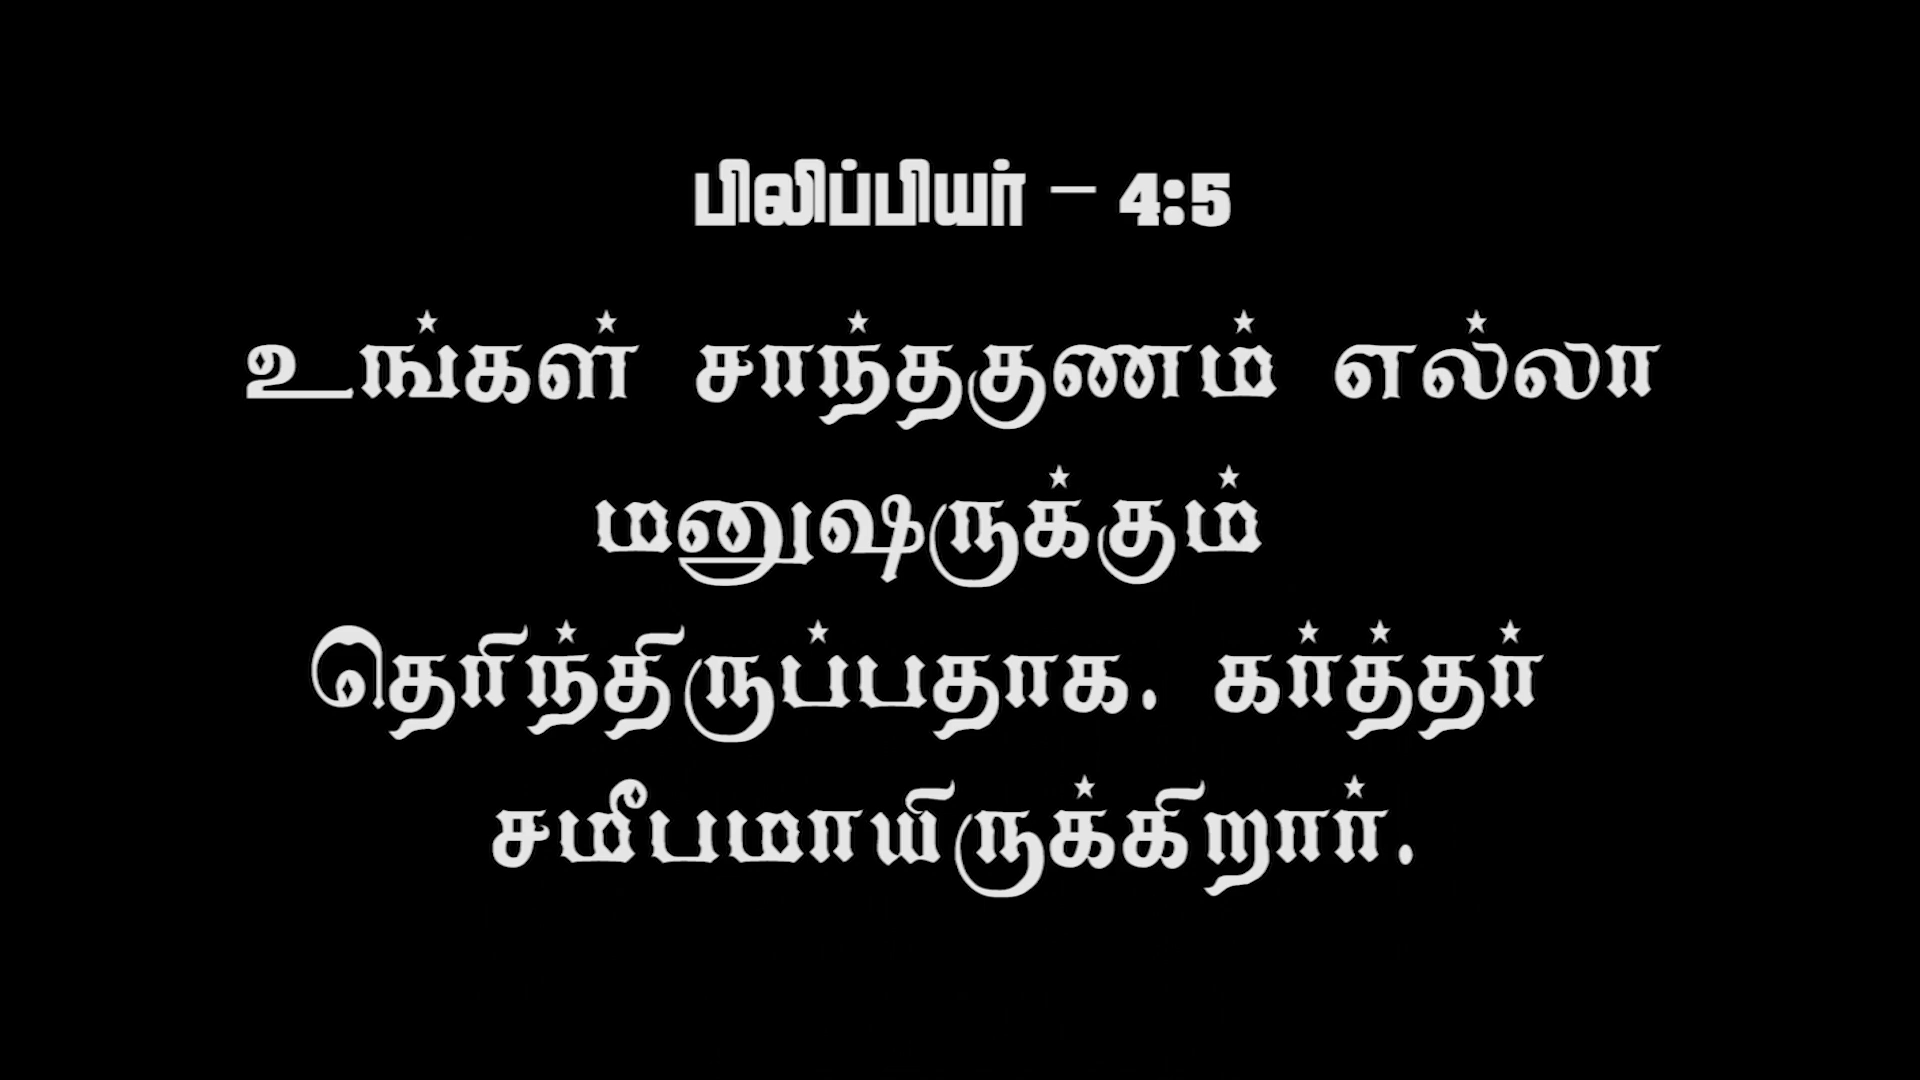 பிலிப்பியர் – 4:5
உங்கள் சாந்தகுணம் எல்லா
மனுஷருக்கும்
தெரிந்திருப்பதாக. கர்த்தர்
சமீபமாயிருக்கிறார்.